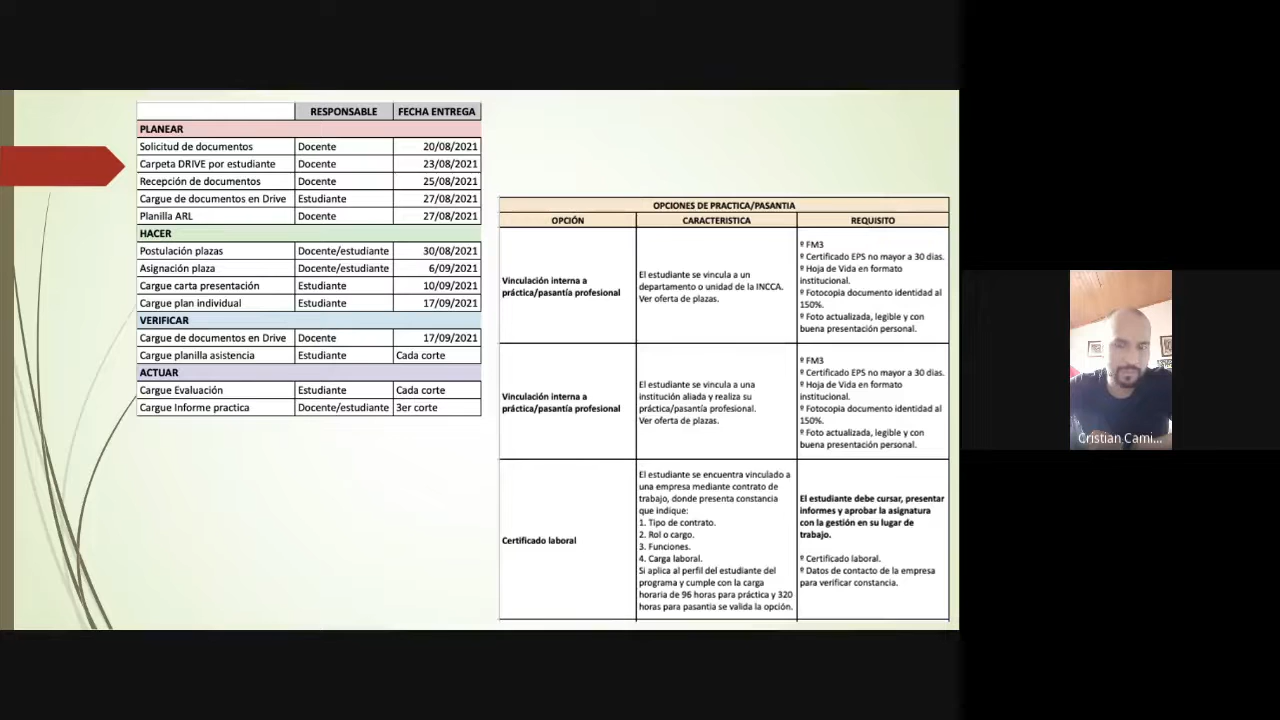 RESPONSABLE FECHA ENTREGA
PLANEAR
Solicitud de documentos Docente 20/08/2021
Carpeta DRIVE por estudiante Docente 23/08/2021
Recepción de documentos Docente 25/08/2021
Cargue de documentos en Drive Estudiante 27/08/2021
Planilla ARL Docente 27/08/2021
HACER
Postulación plazas Docente/estudiante 30/08/2021
Asignación plaza Docente/estudiante 6/09/2021
Cargue carta presentación Estudiante 10/09/2021
Cargue plan individual Estudiante 17/09/2021
VERIFICAR
Cargue de documentos en Drive Docente 17/09/2021
Cargue planilla asistencia Estudiante Cada corte
ACTUAR
Cargue Evaluación Estudiante Cada corte
Cargue Informe practica Docente/estudiante 3er corte
OPCIONES DE PRACTICA/PASANTIA
OPCIÓN CARACTERISTICA REQUISITO
Vinculación interna a
práctica/pasantía profesional
El estudiante se vincula a un
departamento o unidad de la INCCA.
Ver oferta de plazas.
º FM3
º Certificado EPS no mayor a 30 dias.
º Hoja de Vida en formato
institucional.
º Fotocopia documento identidad al
150%.
º Foto actualizada, legible y con
buena presentación personal.
Vinculación interna a
práctica/pasantía profesional
El estudiante se vincula a una
institución aliada y realiza su
práctica/pasantía profesional.
Ver oferta de plazas.
º FM3
º Certificado EPS no mayor a 30 dias.
º Hoja de Vida en formato
institucional.
º Fotocopia documento identidad al
150%.
º Foto actualizada, legible y con
buena presentación personal.
Certificado laboral
El estudiante se encuentra vinculado a
una empresa mediante contrato de
trabajo, donde presenta constancia
que indique:
1. Tipo de contrato.
2. Rol o cargo.
3. Funciones.
4. Carga laboral.
Si aplica al perfil del estudiante del
programa y cumple con la carga
horaria de 96 horas para práctica y 320
horas para pasantia se valida la opción.
El estudiante debe cursar, presentar
informes y aprobar la asignatura
con la gestión en su lugar de
trabajo.
º Certificado laboral.
º Datos de contacto de la empresa
para verificar constancia.
Cristian Cami...